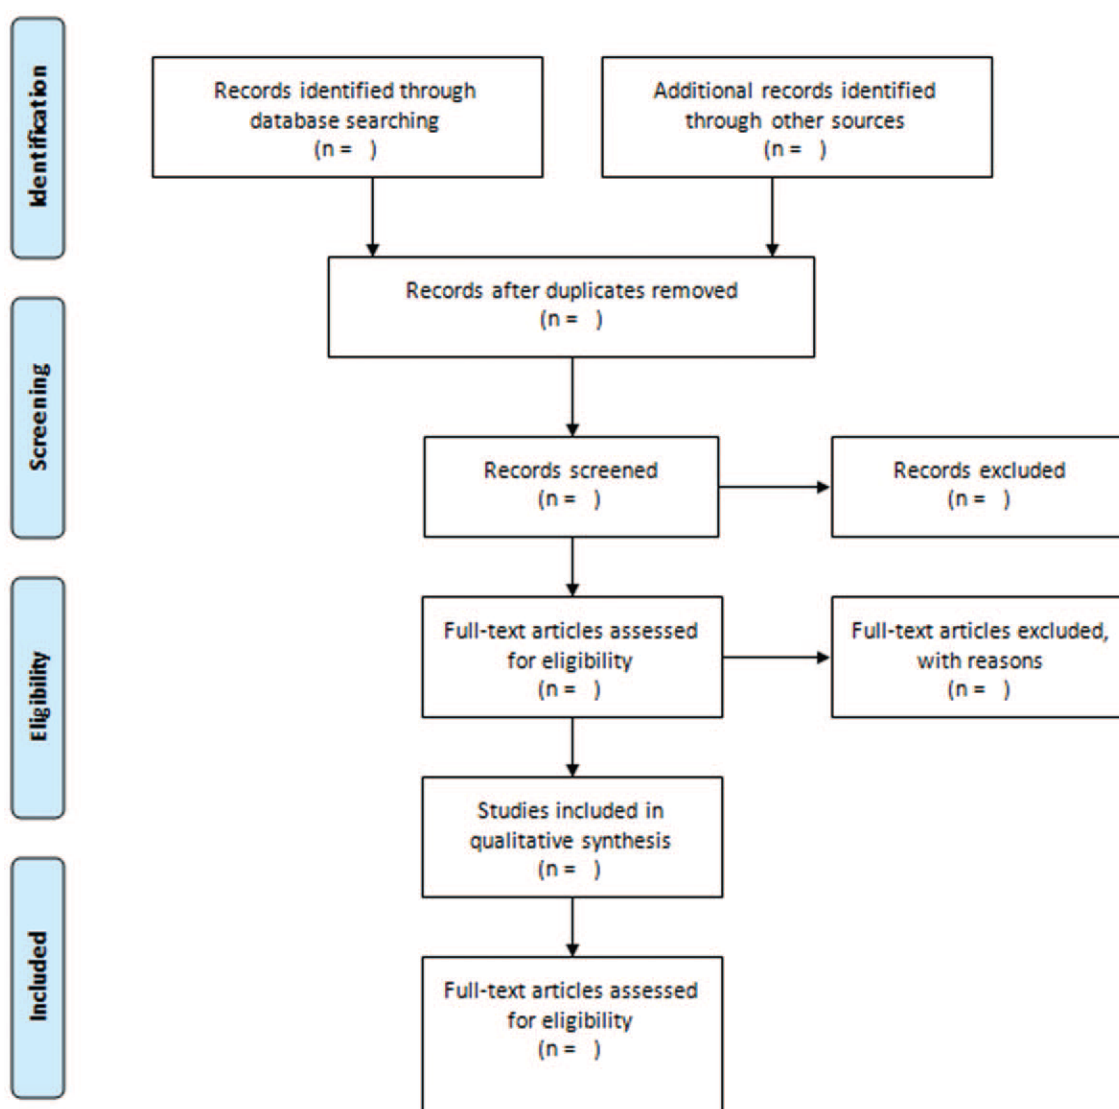 Identification
Records identified through
database searching
(n =   )
Additional records identified
through other sources
(n =   )
Records after duplicates removed
(n =   )
Screening
Records screened
(n =   )
Records excluded
(n =   )
Eligibility
Full-text articles assessed
for eligibility
(n =   )
Full-text articles excluded,
with reasons
(n =   )
Studies included in
qualitative synthesis
(n =   )
Included
Full-text articles assessed
for eligibility
(n =   )